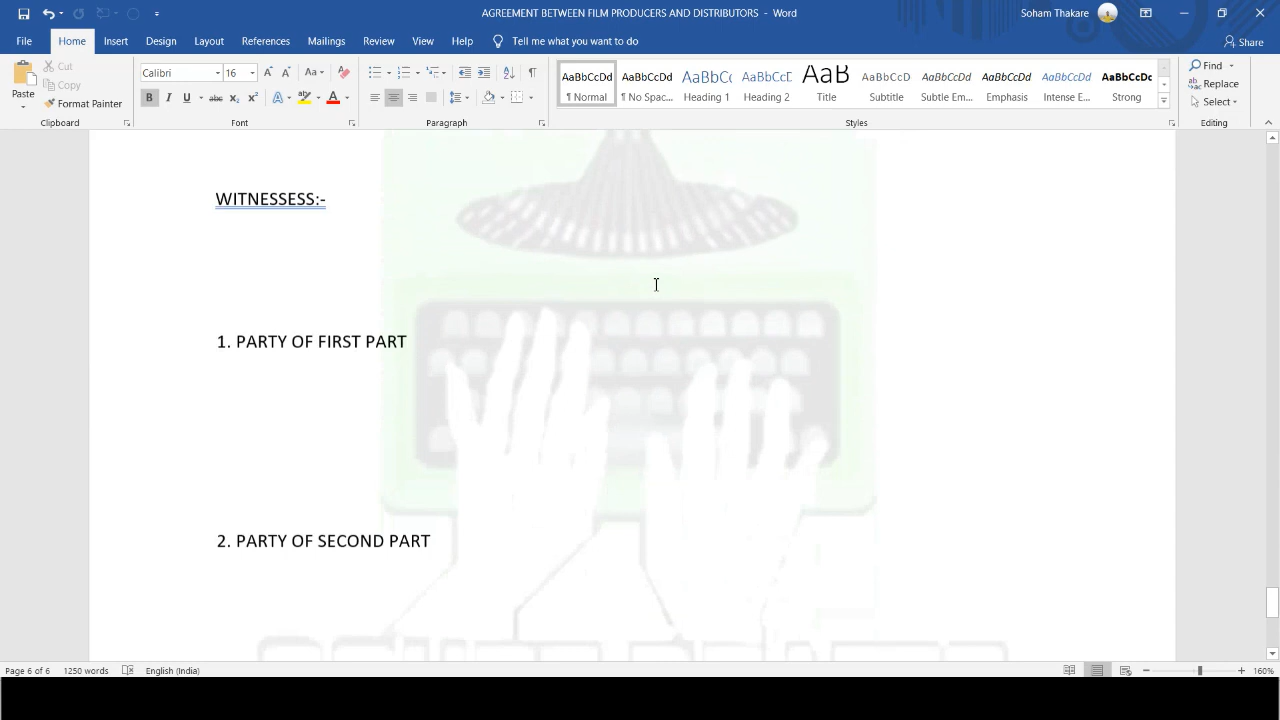 AGREEMENT BETWEEN FILM PRODUCERS AND DISTRIBUTORS - Word
Soham Thakare
File Home Insert Design Layout References Mailings Review View Help Tell me what you want to do
Share
Paste
Cut
Copy
Format Painter
Clipboard
Calibri 16
Font
Paragraph
AaBbCcDd AaBbCcDd AaBbCc AaBbCcE AaB AaBbCcD AaBbCcDd AaBbCcDd AaBbCcDd AaBbCcDc
¶ Normal ¶ No Spac... Heading 1 Heading 2 Title Subtitle Subtle Em... Emphasis Intense E... Strong
Styles
Find
Replace
Select
Editing
WITNESSESS:-
1. PARTY OF FIRST PART
2. PARTY OF SECOND PART
Page 6 of 6 1250 words English (India) 160%